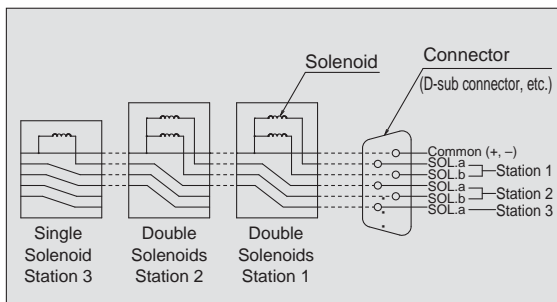 Solenoid
Connector
(D-sub connector, etc.)
Common (+, –)
SOL.a
SOL.b
Station 1
SOL.a
SOL.b
Station 2
SOL.a
Station 3
Single
Solenoid
Station 3
Double
Solenoids
Station 2
Double
Solenoids
Station 1